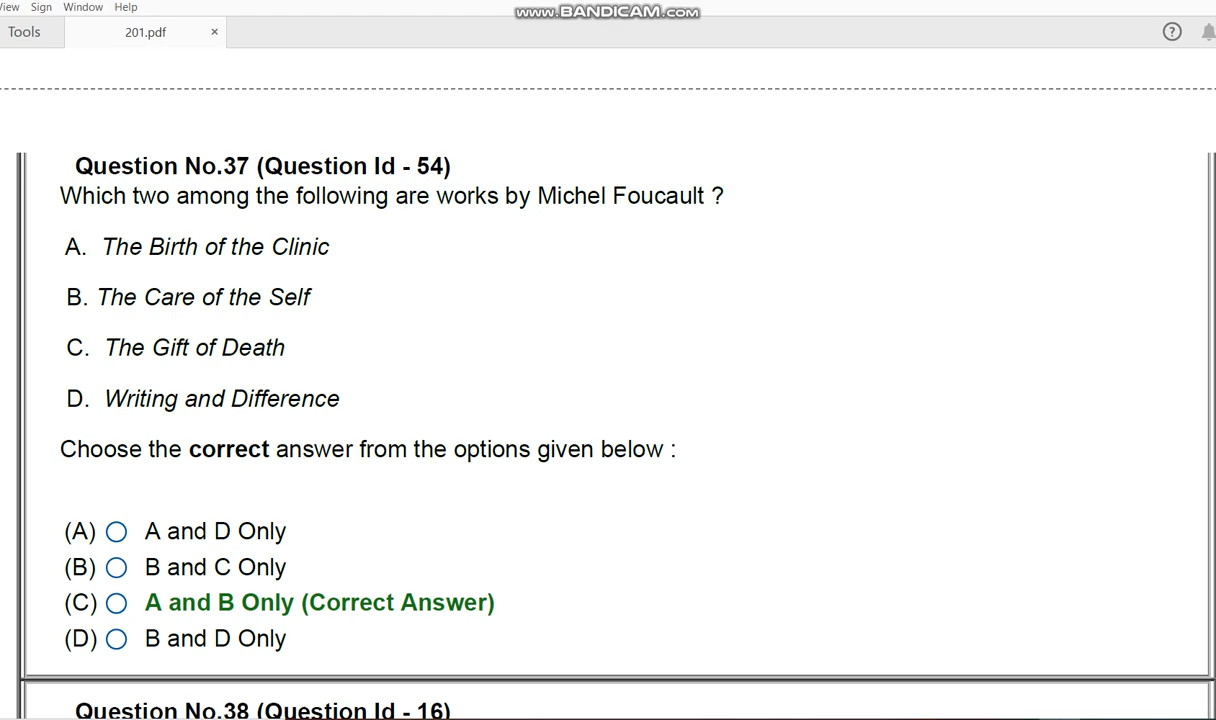 View Sign Window Help
www.BANDICAM.com
Tools 201.pdf ×
?
Question No.37 (Question Id - 54)
Which two among the following are works by Michel Foucault ?
A. The Birth of the Clinic
B. The Care of the Self
C. The Gift of Death
D. Writing and Difference
Choose the correct answer from the options given below :
(A) A and D Only
(B) B and C Only
(C) A and B Only (Correct Answer)
(D) B and D Only
Question No.38 (Question Id - 16)